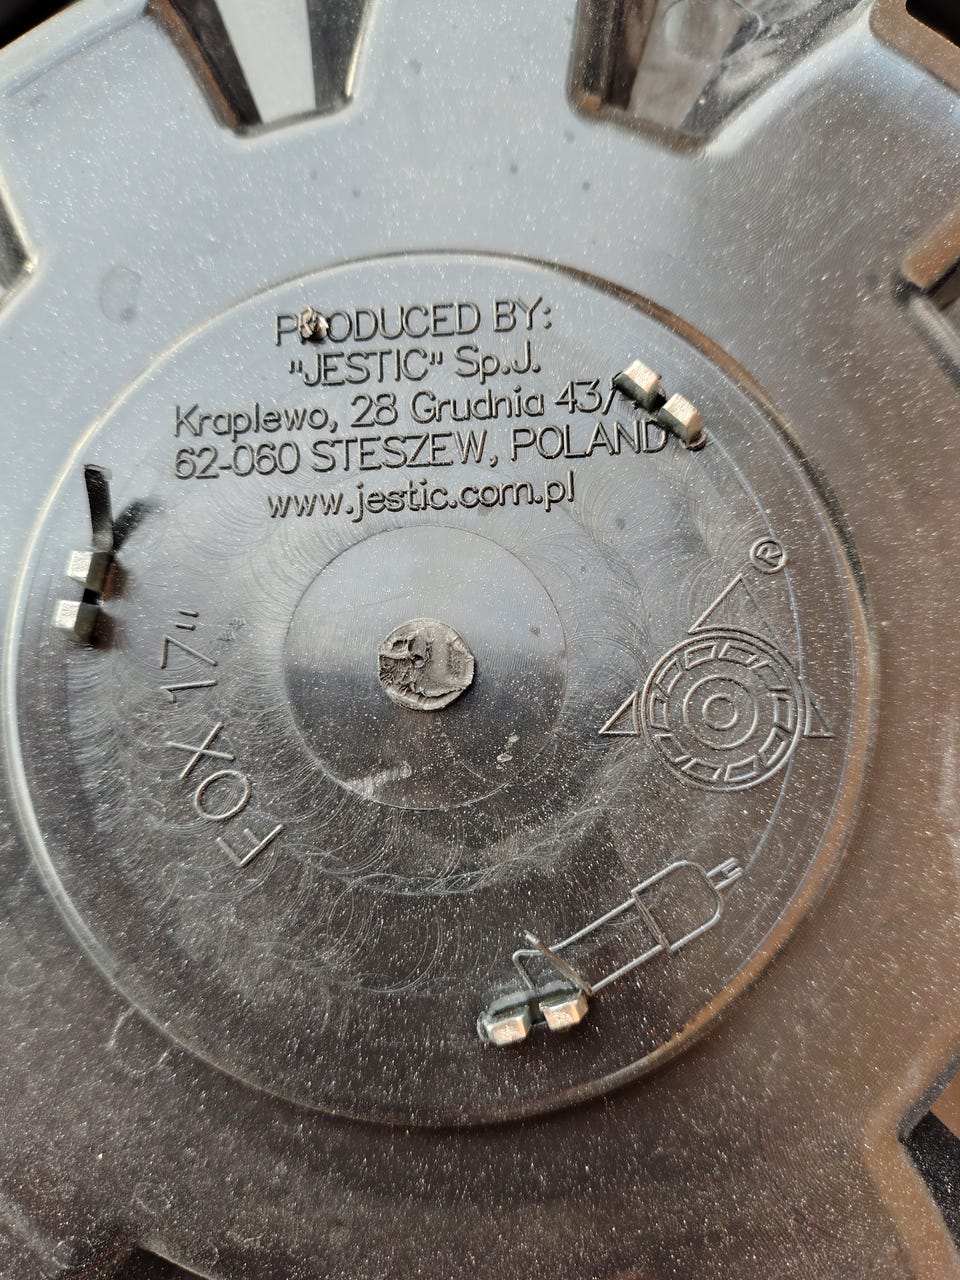 PRODUCED BY:
"JESTIC" Sp.J.
Kraplewo, 28 Grudnia 43/
62-060 STESZEW, POLAND
www.jestic.com.pl
®
FOX 17"